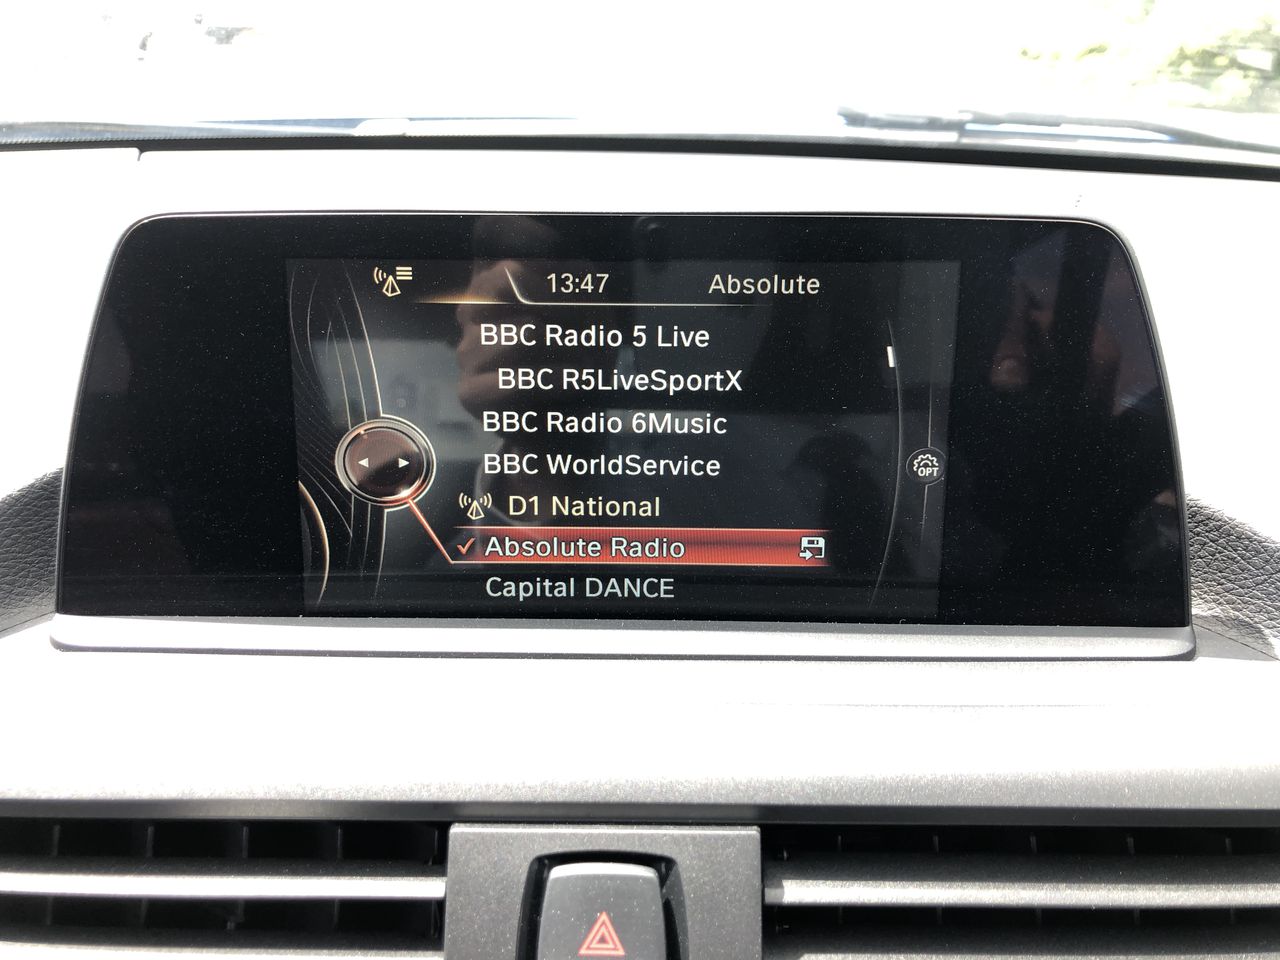 13:47 Absolute
BBC Radio 5 Live
BBC R5LiveSportX
BBC Radio 6Music
BBC WorldService
D1 National
Absolute Radio
Capital DANCE
OPT